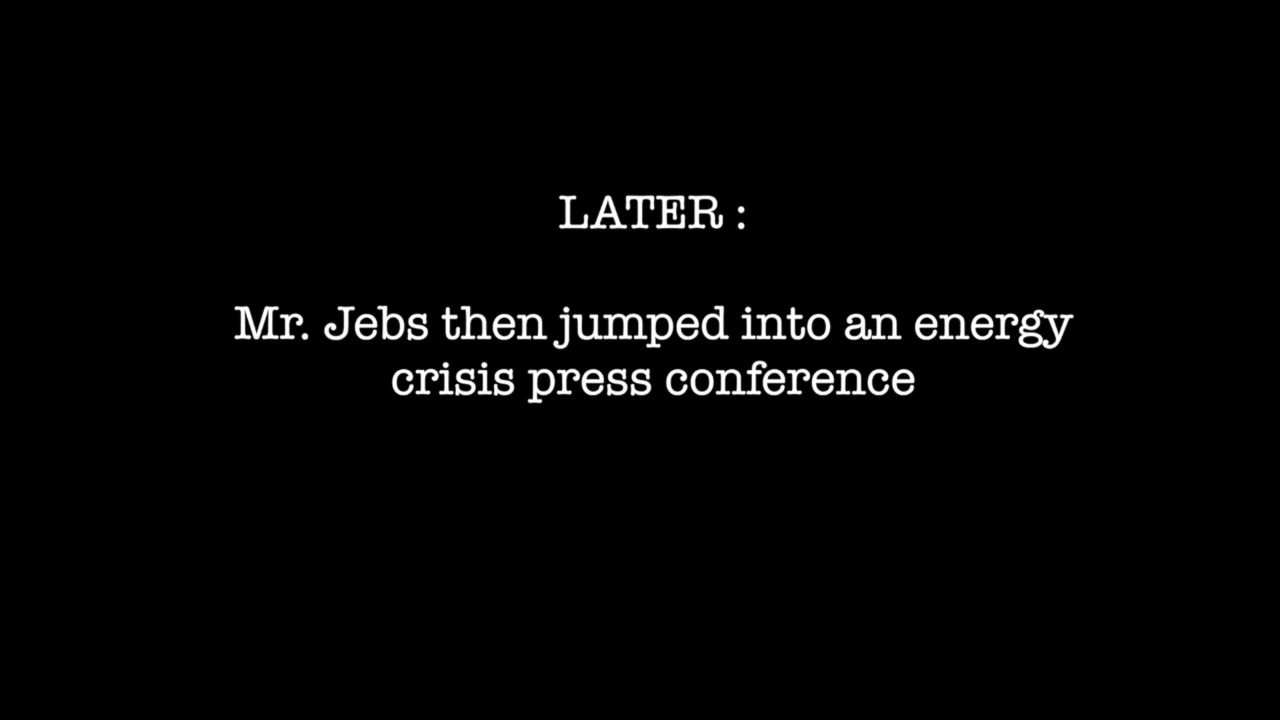 LATER :
Mr. Jebs then jumped into an energy
crisis press conference